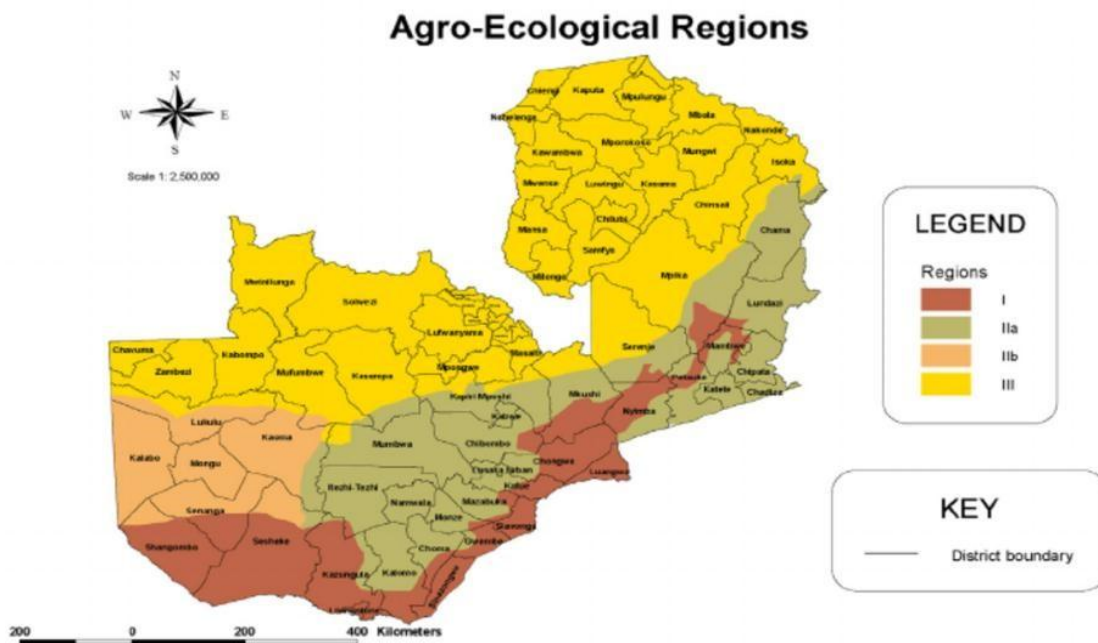 Agro-Ecological Regions
N
W E
S
Scale 1: 2,500,000
Chiengi
Kaputa
Mpulungu
Mbala
Nakonde
Kawambwa
Mporokoso
Mungwi
Isoka
Mwense
Luwingu
Kasama
Chinsali
Mansa
Chilubi
Samfya
Chama
Milenge
Mpika
Mwinilunga
Solwezi
Lundazi
Lufwanyama
Chavuma
Kabompo
Masaiti
Serenje
Mambwe
Zambezi
Mufumbwe
Kasempa
Mpongwe
Petauke
Chipata
Katete
Chadiza
Kapiri Mposhi
Mkushi
Nyimba
Lukulu
Kabwe
Kaoma
Mumbwa
Chibombo
Kalabo
Mongu
Chongwe
Luangwa
Itezhi-Tezhi
Kafue
Senanga
Namwala
Mazabuka
Monze
Siavonga
Shangombo
Sesheke
Choma
Gwembe
Kazungula
Kalomo
Sinazongwe
Livingstone
200 0 200 400 Kilometers
LEGEND
Regions
I
IIa
IIb
III
KEY
District boundary